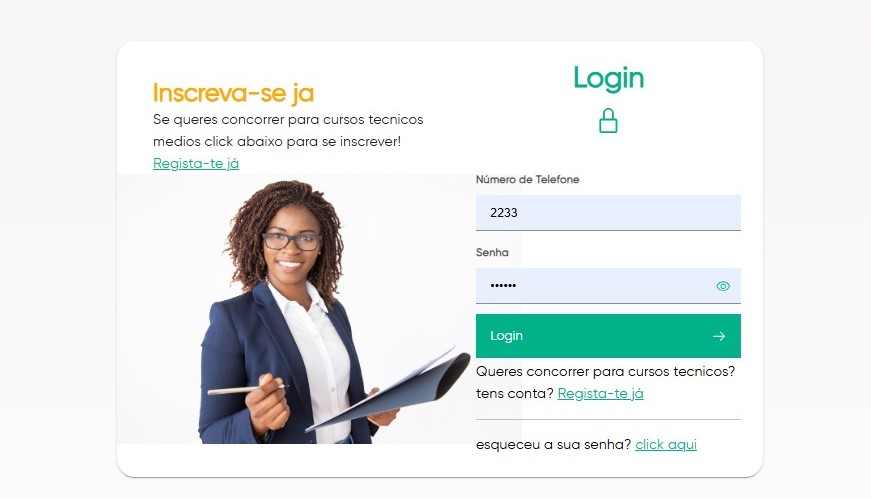 Inscreva-se ja
Se queres concorrer para cursos tecnicos
medios click abaixo para se inscrever!
Regista-te já
Login
Número de Telefone
2233
Senha
••••••
Login
Queres concorrer para cursos tecnicos?
tens conta? Regista-te já
esqueceu a sua senha? click aqui